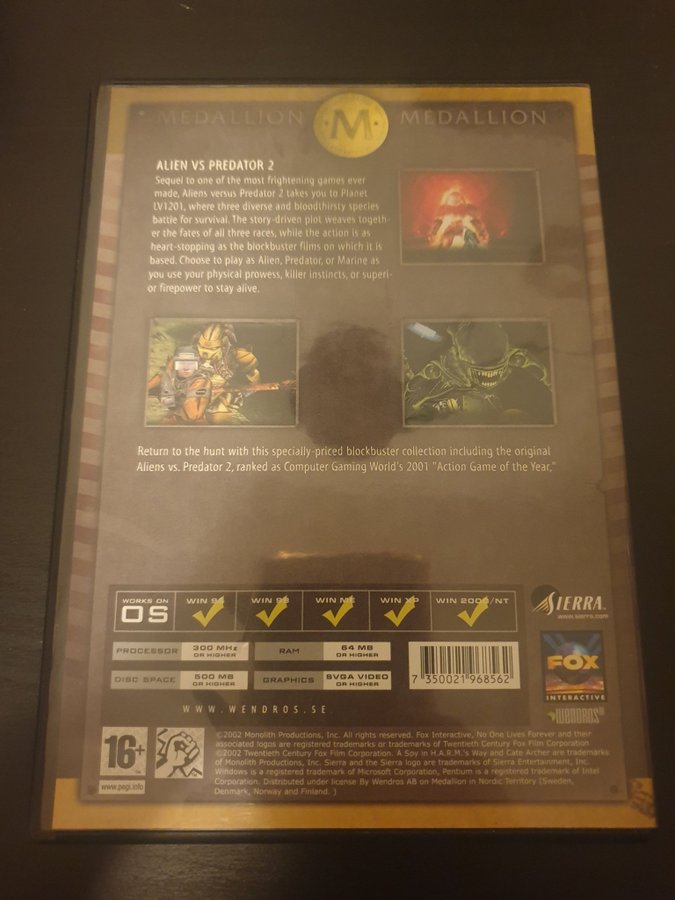 MEDALLION M MEDALLION
ALIEN VS PREDATOR 2
Sequel to one of the most frightening games ever
made, Aliens versus Predator 2 takes you to Planet
LV1201, where three diverse and bloodthirsty species
battle for survival. The story-driven plot weaves togeth-
er the fates of all three races, while the action is as
heart-stopping as the blockbuster films on which it is
based. Choose to play as Alien, Predator, or Marine as
you use your physical prowess, killer instincts, or superi-
or firepower to stay alive.
Return to the hunt with this specially-priced blockbuster collection including the original
Aliens vs. Predator 2, ranked as Computer Gaming World's 2001 "Action Game of the Year,"
WORKS ON
OS
WIN 98 WIN ME WIN XP WIN 2000/NT
SIERRA™
www.sierra.com
PROCESSOR 300 MHz OR HIGHER RAM 64 MB OR HIGHER
DISC SPACE 500 MB OR HIGHER GRAPHICS SVGA VIDEO OR HIGHER
7 350021 968562
FOX
INTERACTIVE
WENDROS
WWW.WENDROS.SE
16+
www.pegi.info
©2002 Monolith Productions, Inc. All rights reserved. Fox Interactive, No One Lives Forever and their
associated logos are registered trademarks or trademarks of Twentieth Century Fox Film Corporation
©2002 Twentieth Century Fox Film Corporation. A Spy in H.A.R.M.'s Way and Cate Archer are trademarks
of Monolith Productions, Inc. Sierra and the Sierra logo are trademarks of Sierra Entertainment, Inc.
Windows is a registered trademark of Microsoft Corporation, Pentium is a registered trademark of Intel
Corporation. Distributed under license By Wendros AB on Medallion in Nordic Territory (Sweden,
Denmark, Norway and Finland. )